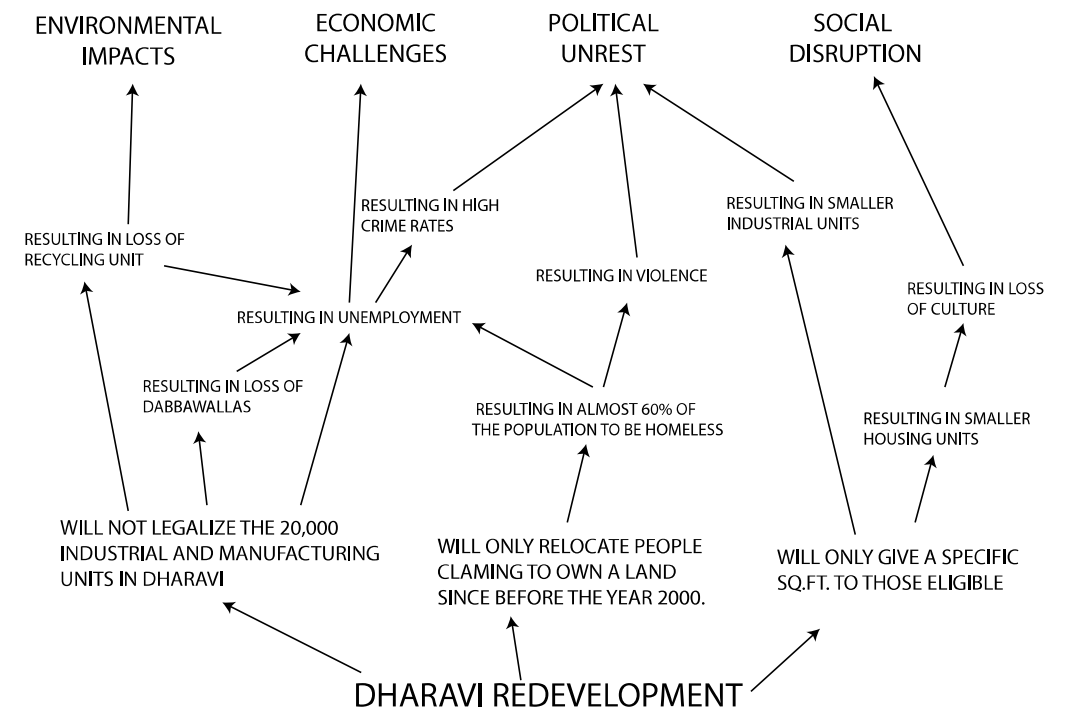 ENVIRONMENTAL
IMPACTS
ECONOMIC
CHALLENGES
POLITICAL
UNREST
SOCIAL
DISRUPTION
RESULTING IN HIGH
CRIME RATES
RESULTING IN SMALLER
INDUSTRIAL UNITS
RESULTING IN LOSS OF
RECYCLING UNIT
RESULTING IN VIOLENCE
RESULTING IN LOSS
OF CULTURE
RESULTING IN UNEMPLOYMENT
RESULTING IN LOSS OF
DABBAWALLAS
RESULTING IN ALMOST 60% OF
THE POPULATION TO BE HOMELESS
RESULTING IN SMALLER
HOUSING UNITS
WILL NOT LEGALIZE THE 20,000
INDUSTRIAL AND MANUFACTURING
UNITS IN DHARAVI
WILL ONLY RELOCATE PEOPLE
CLAMING TO OWN A LAND
SINCE BEFORE THE YEAR 2000.
WILL ONLY GIVE A SPECIFIC
SQ.FT. TO THOSE ELIGIBLE
DHARAVI REDEVELOPMENT